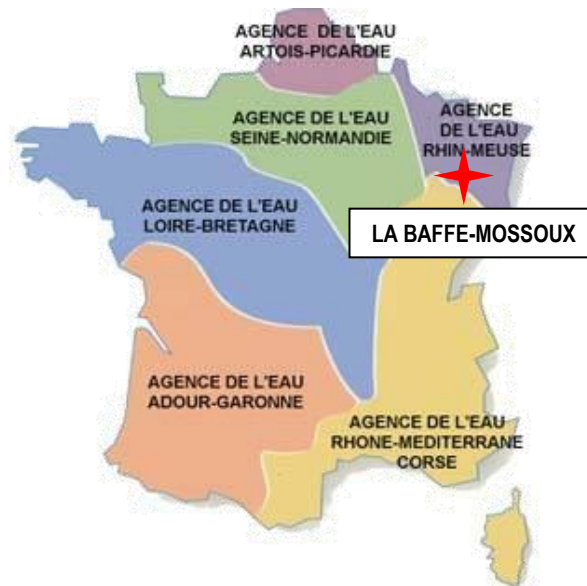 AGENCE DE L'EAU
ARTOIS-PICARDIE
AGENCE DE L'EAU
SEINE-NORMANDIE
AGENCE
DE L'EAU
RHIN-MEUSE
AGENCE DE L'EAU
LOIRE-BRETAGNE
LA BAFFE-MOSSOUX
AGENCE DE L'EAU
ADOUR-GARONNE
AGENCE DE L'EAU
RHONE-MEDITERRANE
CORSE